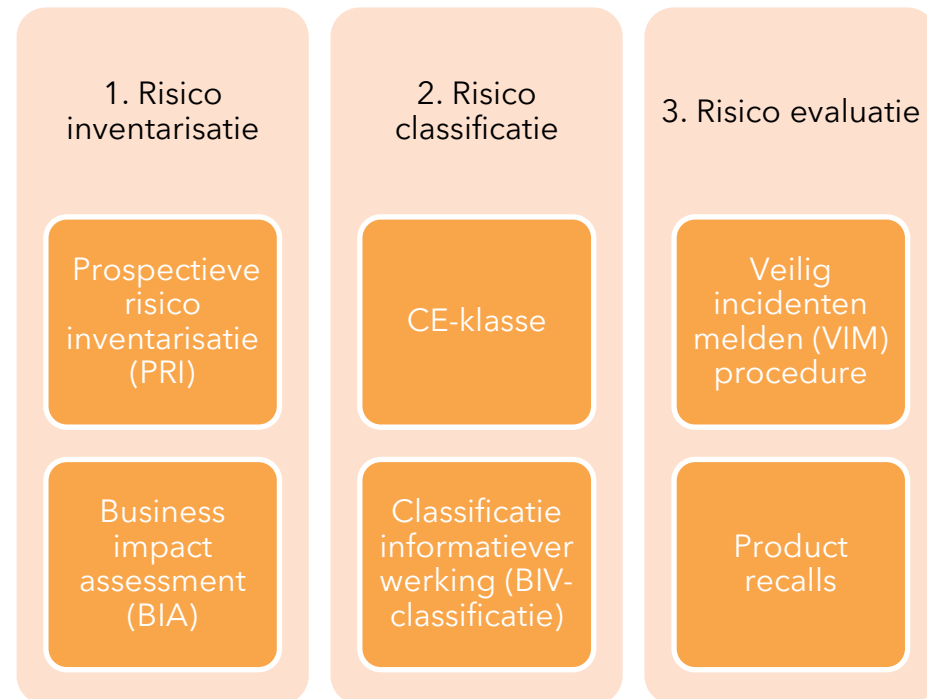 1. Risico
inventarisatie
Prospectieve
risico
inventarisatie
(PRI)
Business
impact
assessment
(BIA)
2. Risico
classificatie
CE-klasse
Classificatie
informatiever
werking (BIV-
classificatie)
3. Risico evaluatie
Veilig
incidenten
melden (VIM)
procedure
Product
recalls